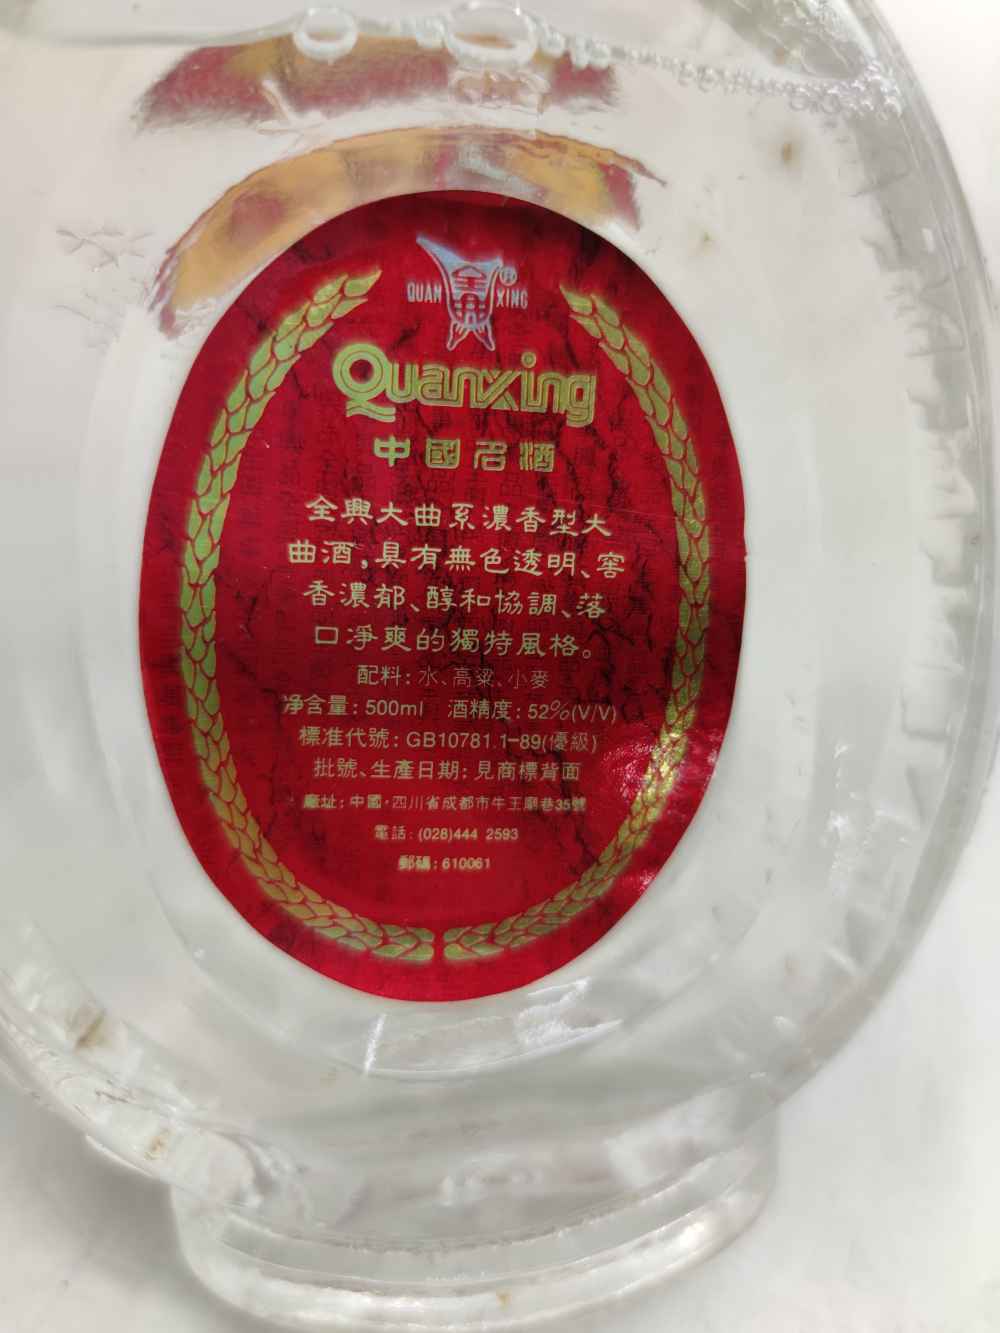 全興®
QUAN XING
Quanxing
中國名酒
全興大曲系濃香型大
曲酒,具有無色透明、窖
香濃郁、醇和協調、落
口淨爽的獨特風格。
配料:水、高粱、小麥
净含量:500ml 酒精度:52%(V/V)
標准代號:GB10781.1-89(優級)
批號、生產日期:見商標背面
廠址:中國·四川省成都市牛王廟巷35號
電話:(028)444 2593
郵碼:610061